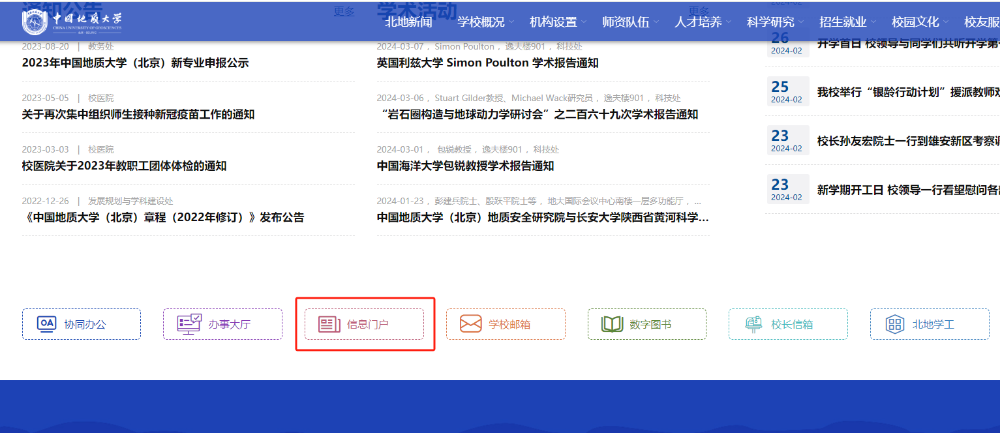 通知公告
更多
学术活动
更多
2024-02
中国地质大学
CHINA UNIVERSITY OF GEOSCIENCES
北地新闻 学校概况 机构设置 师资队伍 人才培养 科学研究 招生就业 校园文化 校友服
2023-08-20 | 教务处
2023年中国地质大学（北京）新专业申报公示
2023-05-05 | 校医院
关于再次集中组织师生接种新冠疫苗工作的通知
2023-03-03 | 校医院
校医院关于2023年教职工团体体检的通知
2022-12-26 | 发展规划与学科建设处
《中国地质大学（北京）章程（2022年修订）》发布公告
2024-03-07 ，Simon Poulton ，逸夫楼901 ，科技处
英国利兹大学 Simon Poulton 学术报告通知
2024-03-06 ，Stuart Gilder教授、Michael Wack研究员 ，逸夫楼901 ，科技处
“岩石圈构造与地球动力学研讨会”之二百六十九次学术报告通知
2024-03-01 ， 包锐教授 ，逸夫楼901 ，科技处
中国海洋大学包锐教授学术报告通知
2024-01-23 ，彭建兵院士、殷跃平院士等 ，地大国际会议中心南楼一层多功能厅 ，...
中国地质大学（北京）地质安全研究院与长安大学陕西省黄河科学...
26
2024-02
开学首日 校领导与同学们共听开学第一
25
2024-02
我校举行“银龄行动计划”援派教师欢
23
2024-02
校长孙友宏院士一行到雄安新区考察调
23
2024-02
新学期开工日 校领导一行看望慰问各部
OA 协同办公
办事大厅
信息门户
学校邮箱
数字图书
校长信箱
北地学工